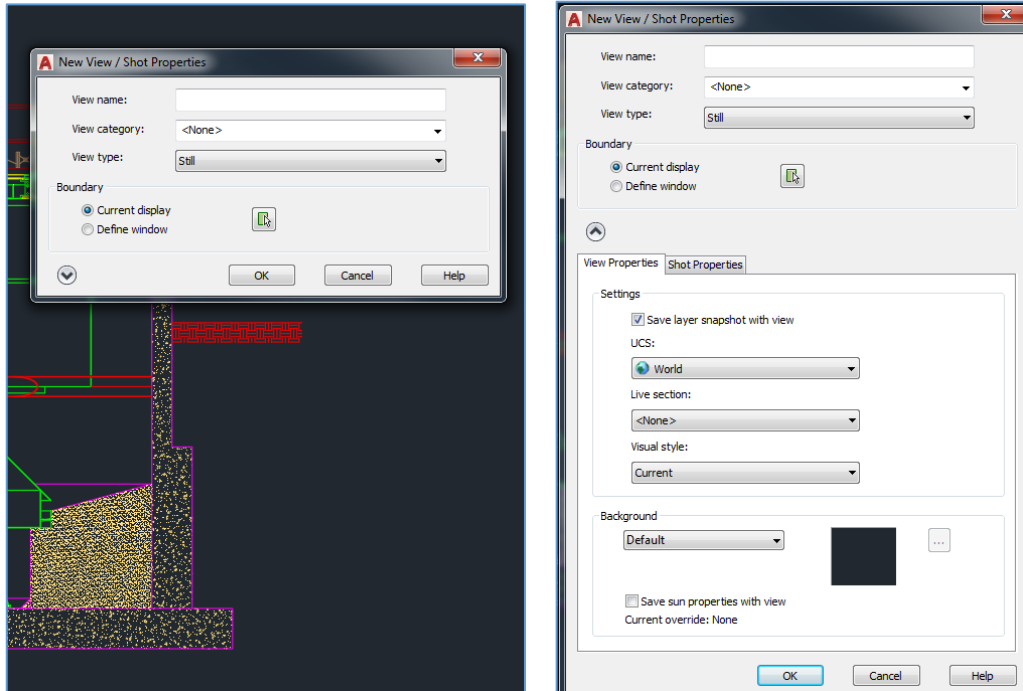 New View / Shot Properties
View name:
View category: <None>
View type: Still
Boundary
Current display
Define window
OK Cancel Help
New View / Shot Properties
View name:
View category: <None>
View type: Still
Boundary
Current display
Define window
View Properties Shot Properties
Settings
Save layer snapshot with view
UCS:
World
Live section:
<None>
Visual style:
Current
Background
Default
...
Save sun properties with view
Current override: None
OK Cancel Help